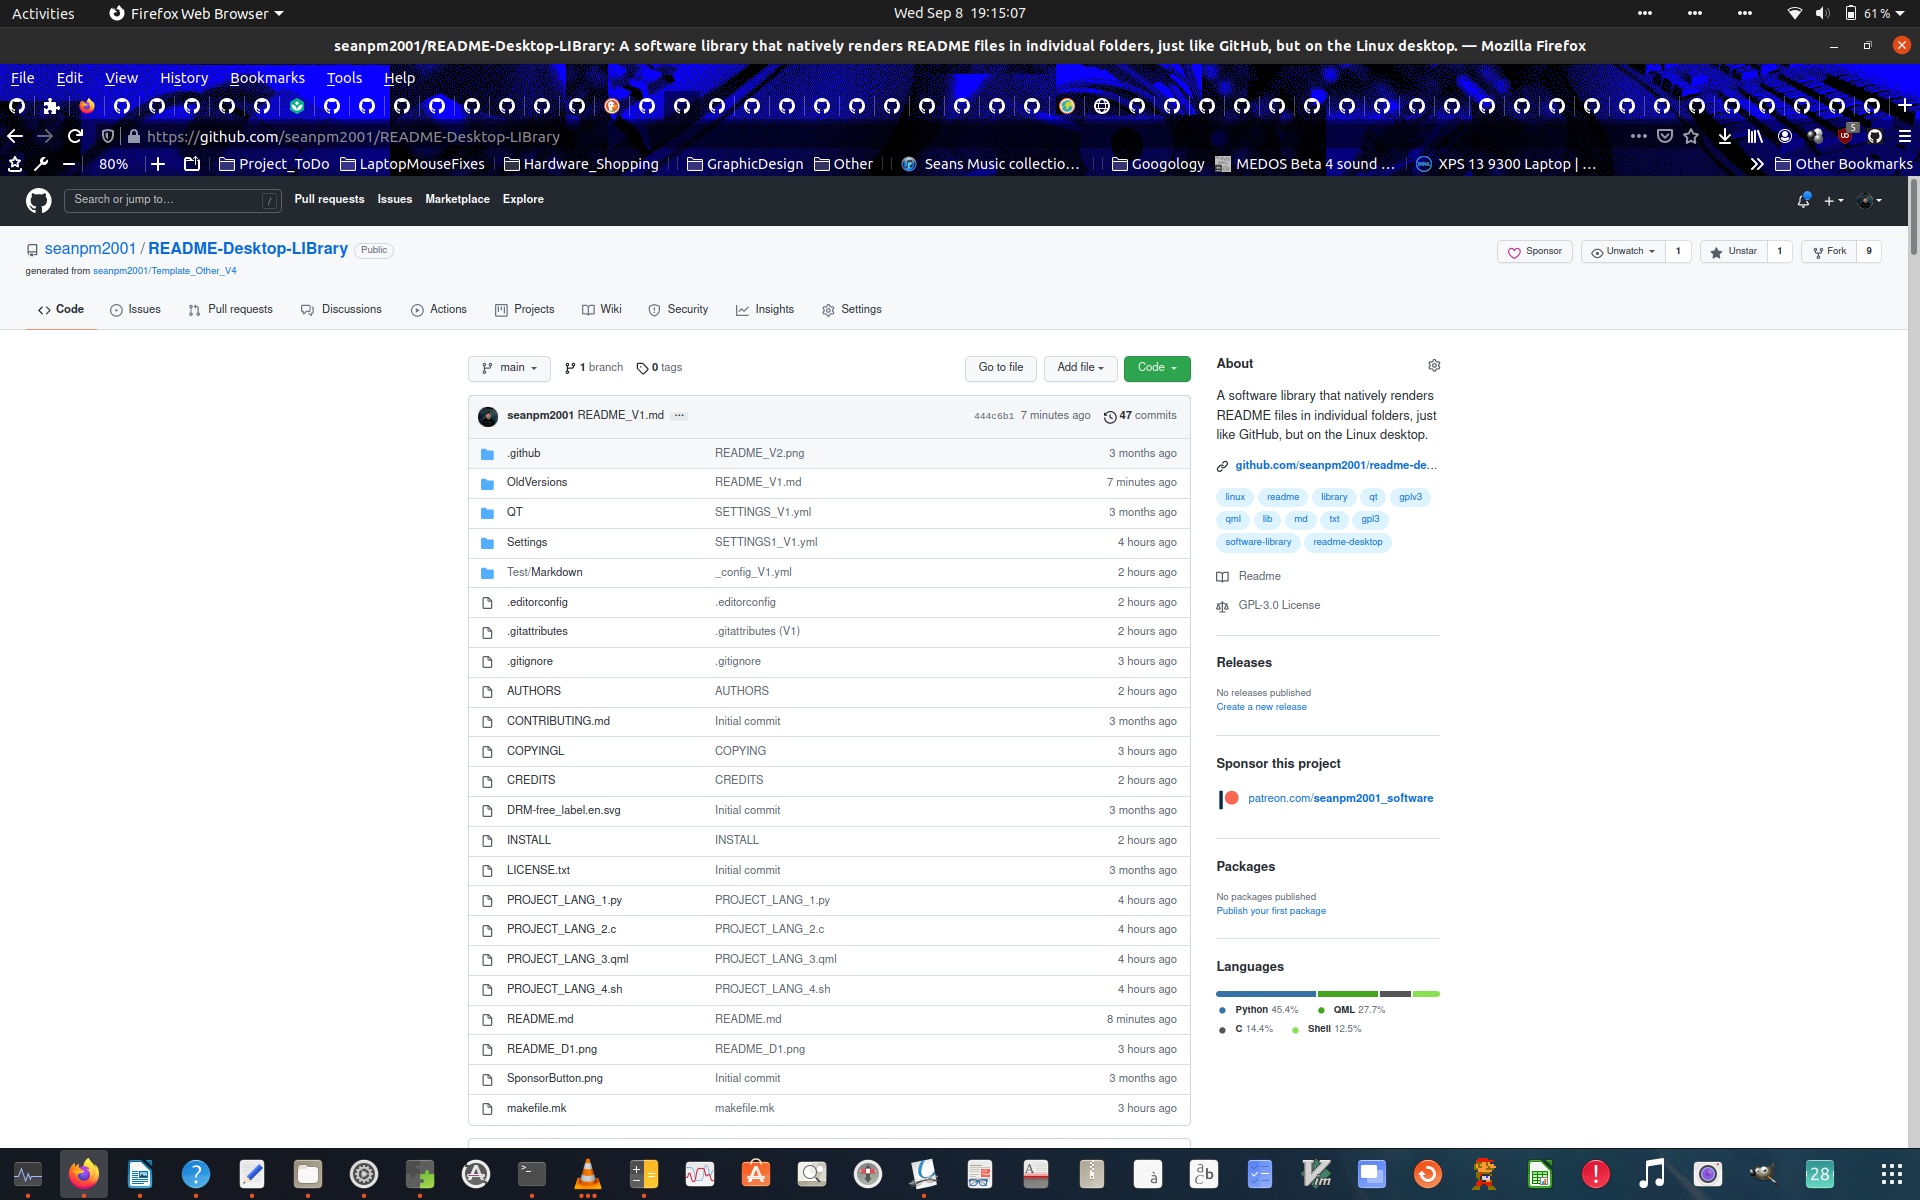 Activities
Firefox Web Browser
Wed Sep 8 19:15:07
61 %
seanpm2001/README-Desktop-LIBrary: A software library that natively renders README files in individual folders, just like GitHub, but on the Linux desktop. — Mozilla Firefox
File Edit View History Bookmarks Tools Help
https://github.com/seanpm2001/README-Desktop-LIBrary
5
80%
Project_ToDo
LaptopMouseFixes
Hardware_Shopping
GraphicDesign
Other
Seans Music collectio…
Googology
MEDOS Beta 4 sound …
XPS 13 9300 Laptop | …
Other Bookmarks
Search or jump to…
/
Pull requests Issues Marketplace Explore
seanpm2001 / README-Desktop-LIBrary Public
generated from seanpm2001/Template_Other_V4
Sponsor
Unwatch 1
Unstar 1
Fork 9
Code
Issues
Pull requests
Discussions
Actions
Projects
Wiki
Security
Insights
Settings
main
1 branch
0 tags
Go to file
Add file
Code
seanpm2001 README_V1.md
444c6b1 7 minutes ago
47 commits
.github README_V2.png 3 months ago
OldVersions README_V1.md 7 minutes ago
QT SETTINGS_V1.yml 3 months ago
Settings SETTINGS1_V1.yml 4 hours ago
Test/Markdown _config_V1.yml 2 hours ago
.editorconfig .editorconfig 2 hours ago
.gitattributes .gitattributes (V1) 2 hours ago
.gitignore .gitignore 3 hours ago
AUTHORS AUTHORS 2 hours ago
CONTRIBUTING.md Initial commit 3 months ago
COPYINGL COPYING 3 hours ago
CREDITS CREDITS 2 hours ago
DRM-free_label.en.svg Initial commit 3 months ago
INSTALL INSTALL 2 hours ago
LICENSE.txt Initial commit 3 months ago
PROJECT_LANG_1.py PROJECT_LANG_1.py 4 hours ago
PROJECT_LANG_2.c PROJECT_LANG_2.c 4 hours ago
PROJECT_LANG_3.qml PROJECT_LANG_3.qml 4 hours ago
PROJECT_LANG_4.sh PROJECT_LANG_4.sh 4 hours ago
README.md README.md 8 minutes ago
README_D1.png README_D1.png 3 hours ago
SponsorButton.png Initial commit 3 months ago
makefile.mk makefile.mk 3 hours ago
About
A software library that natively renders
README files in individual folders, just
like GitHub, but on the Linux desktop.
github.com/seanpm2001/readme-de…
linux readme library qt gplv3
qml lib md txt gpl3
software-library readme-desktop
Readme
GPL-3.0 License
Releases
No releases published
Create a new release
Sponsor this project
patreon.com/seanpm2001_software
Packages
No packages published
Publish your first package
Languages
Python 45.4% QML 27.7%
C 14.4% Shell 12.5%
28